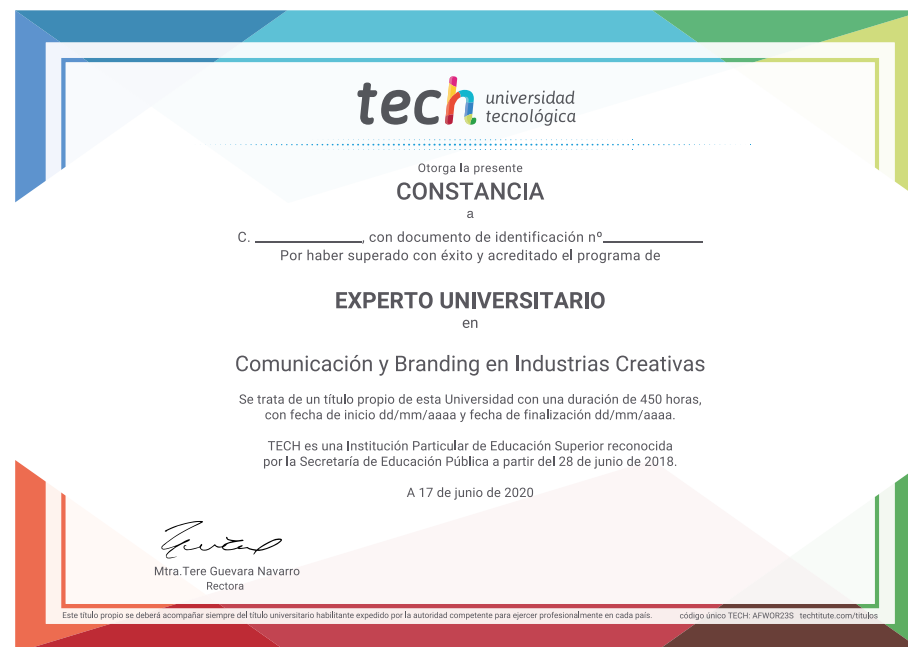 tech universidad
tecnológica
Otorga la presente
CONSTANCIA
a
C. ____________, con documento de identificación nº____________
Por haber superado con éxito y acreditado el programa de
EXPERTO UNIVERSITARIO
en
Comunicación y Branding en Industrias Creativas
Se trata de un título propio de esta Universidad con una duración de 450 horas,
con fecha de inicio dd/mm/aaaa y fecha de finalización dd/mm/aaaa.
TECH es una Institución Particular de Educación Superior reconocida
por la Secretaría de Educación Pública a partir del 28 de junio de 2018.
A 17 de junio de 2020
Mtra.Tere Guevara Navarro
Rectora
Este título propio se deberá acompañar siempre del título universitario habilitante expedido por la autoridad competente para ejercer profesionalmente en cada país. código único TECH: AFWOR23S techtitute.com/titulos